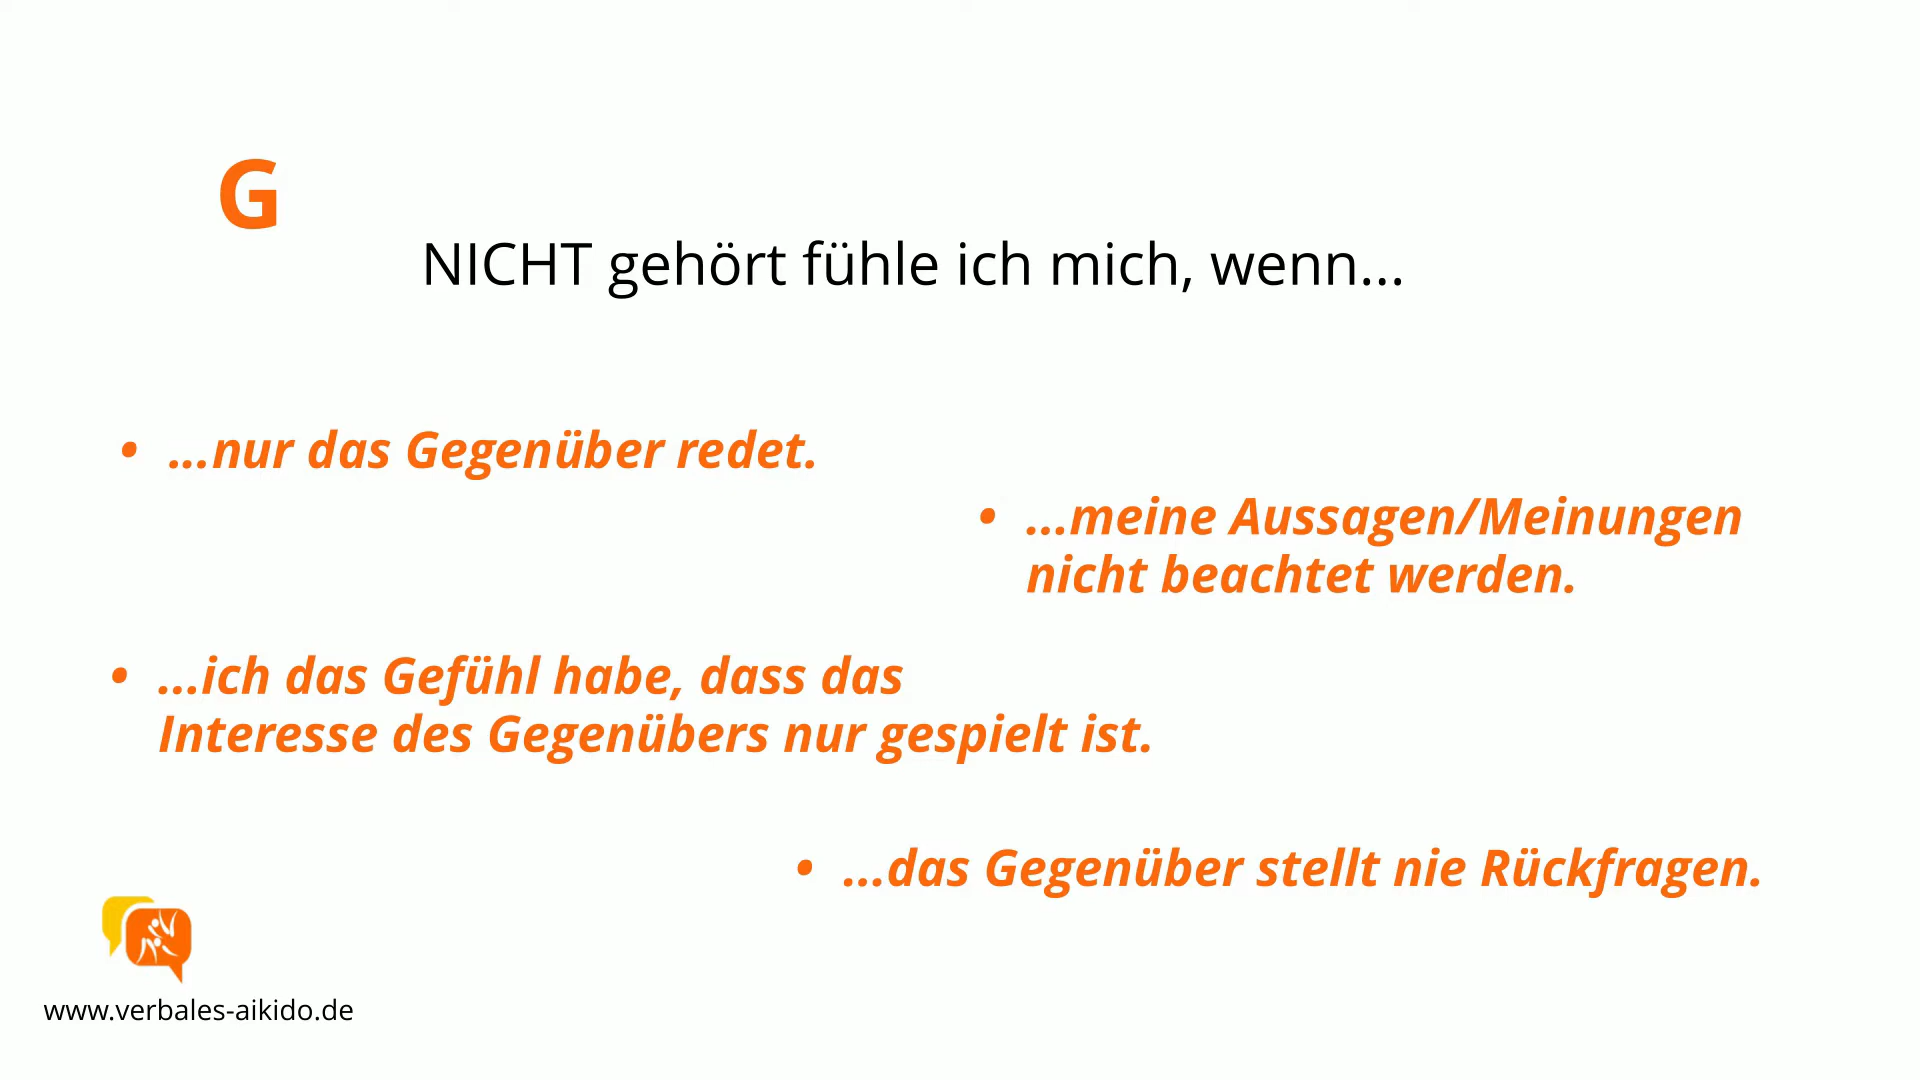 G
NICHT gehört fühle ich mich, wenn...
• ...nur das Gegenüber redet.
• ...meine Aussagen/Meinungen
nicht beachtet werden.
• ...ich das Gefühl habe, dass das
Interesse des Gegenübers nur gespielt ist.
• ...das Gegenüber stellt nie Rückfragen.
www.verbales-aikido.de